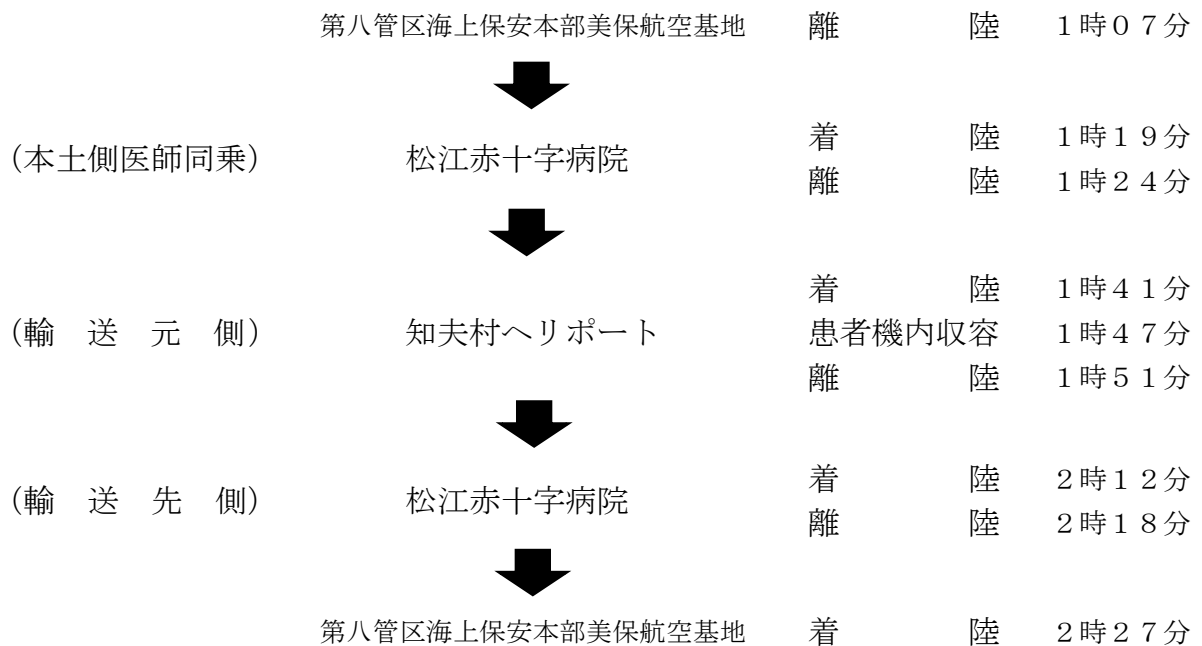 第八管区海上保安本部美保航空基地　離　　　陸　１時０７分
着　　　陸　１時１９分
（本土側医師同乗）　松江赤十字病院
離　　　陸　１時２４分
着　　　陸　１時４１分
（輸　送　元　側）　知夫村ヘリポート　患者機内収容　１時４７分
離　　　陸　１時５１分
着　　　陸　２時１２分
（輸　送　先　側）　松江赤十字病院
離　　　陸　２時１８分
第八管区海上保安本部美保航空基地　着　　　陸　２時２７分